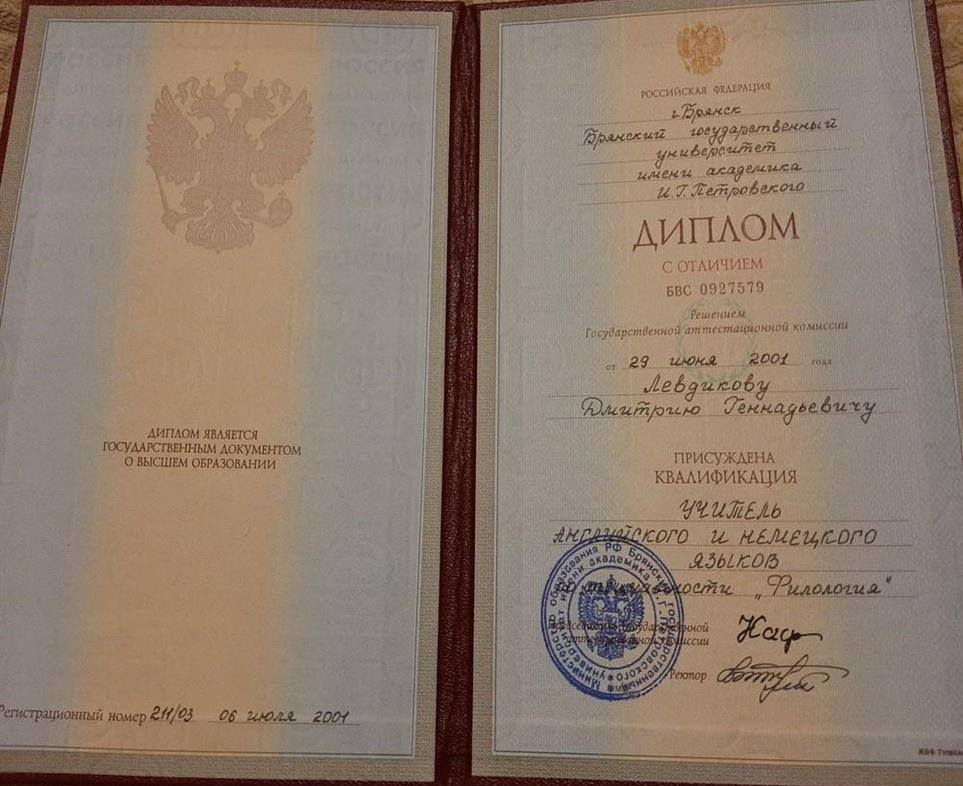 ДИПЛОМ ЯВЛЯЕТСЯ
ГОСУДАРСТВЕННЫМ ДОКУМЕНТОМ
О ВЫСШЕМ ОБРАЗОВАНИИ
Регистрационный номер 211/03 06 июля 2001
РОССИЙСКАЯ ФЕДЕРАЦИЯ
г. Брянск
Брянский государственный
университет
имени академика
И.Г. Петровского
ДИПЛОМ
С ОТЛИЧИЕМ
БВС 0927579
Решением
Государственной аттестационной комиссии
от 29 июня 2001 года
Левдикову
Дмитрию Геннадьевичу
ПРИСУЖДЕНА
КВАЛИФИКАЦИЯ
УЧИТЕЛЬ
АНГЛИЙСКОГО И НЕМЕЦКОГО
ЯЗЫКОВ
„Филология"
Ректор